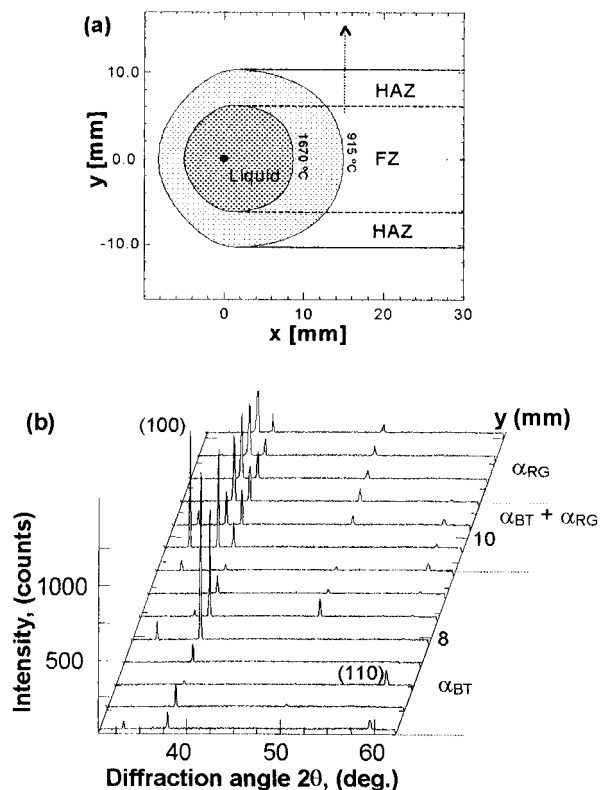 (a)
10.0
0.0
-10.0
y [mm]
HAZ
FZ
HAZ
Liquid
1670 °C
915 °C
0
10
20
30
x [mm]
(b)
(100)
y (mm)
αRG
αBT + αRG
10
8
αBT
(110)
1000
500
Intensity, (counts)
40
50
60
Diffraction angle 2θ, (deg.)